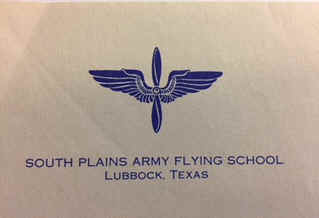 SOUTH PLAINS ARMY FLYING SCHOOL
LUBBOCK, TEXAS